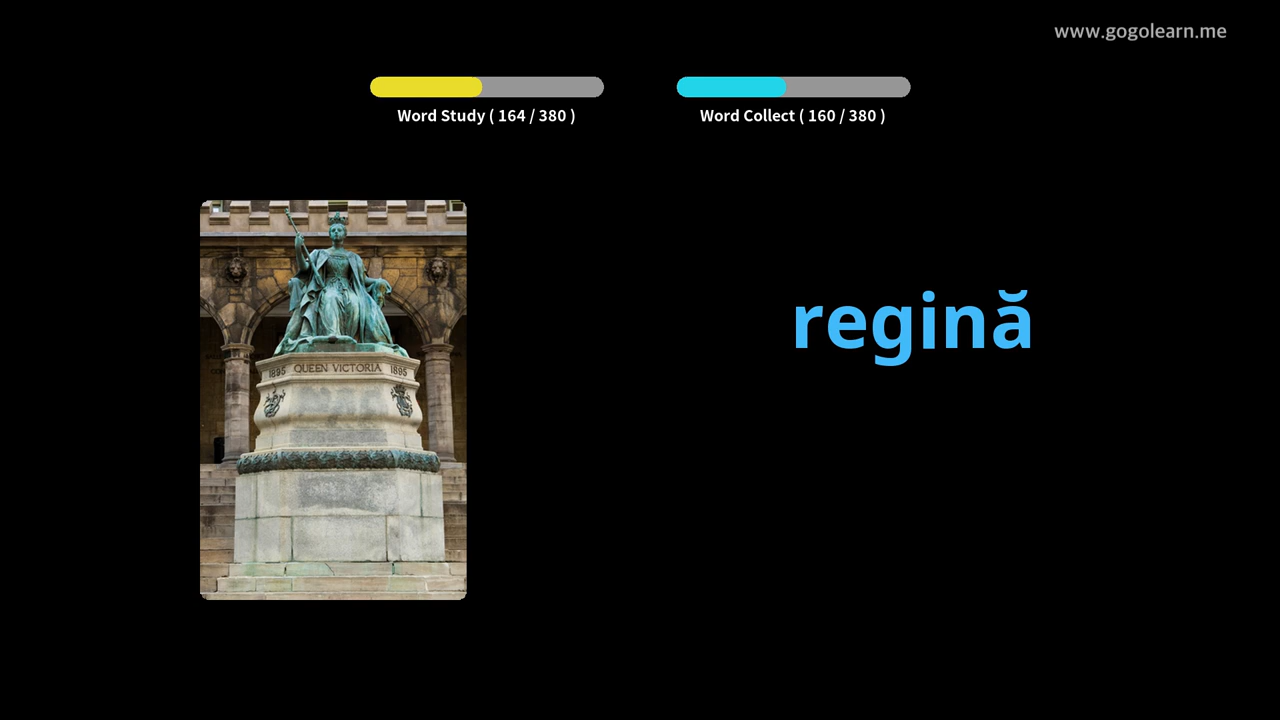 www.gogolearn.me
Word Study ( 164 / 380 )
Word Collect ( 160 / 380 )
regină
1895 QUEEN VICTORIA 1895